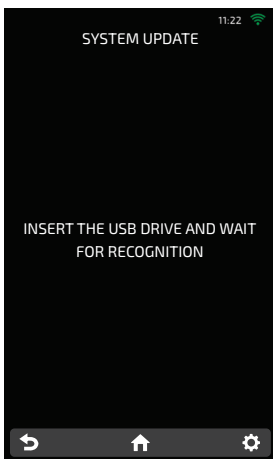 11:22
SYSTEM UPDATE
INSERT THE USB DRIVE AND WAIT
FOR RECOGNITION